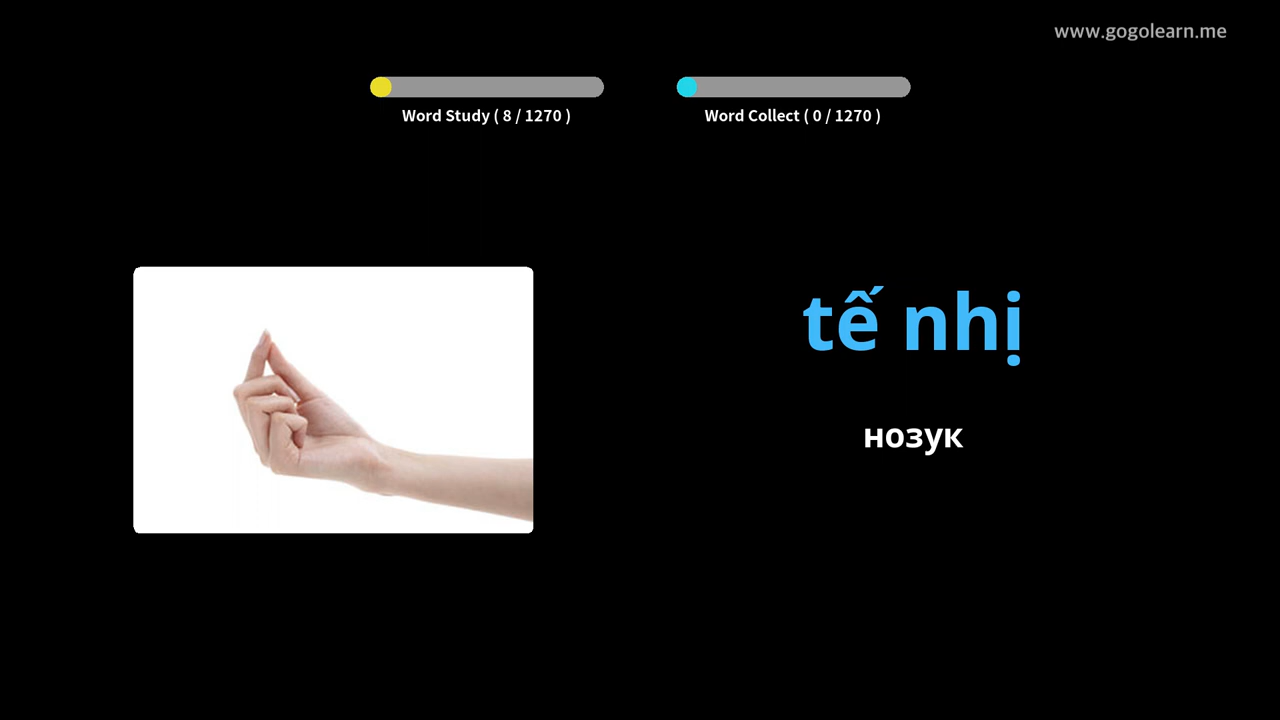 www.gogolearn.me
Word Study ( 8 / 1270 )
Word Collect ( 0 / 1270 )
tế nhị
нозук